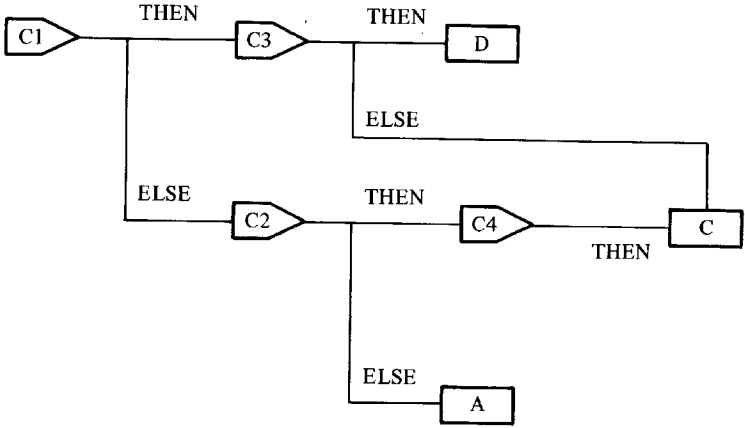 THEN
THEN
C1
C3
D
ELSE
ELSE
THEN
C2
C4
C
THEN
ELSE
A